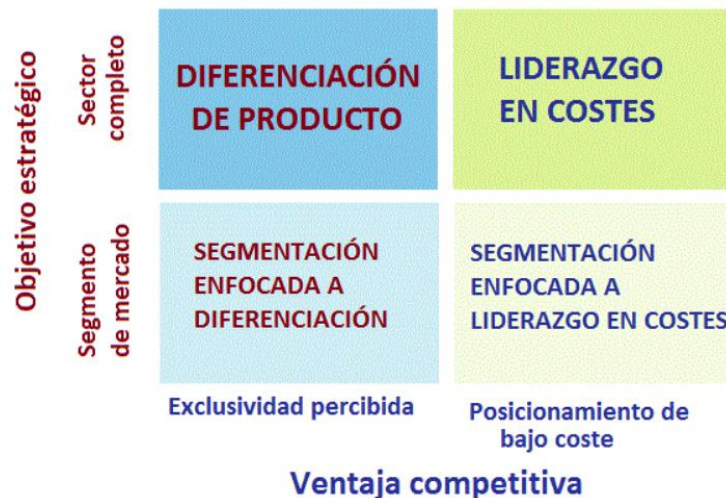 Objetivo estratégico
Sector
completo
DIFERENCIACIÓN
DE PRODUCTO
LIDERAZGO
EN COSTES
Segmento
de mercado
SEGMENTACIÓN
ENFOCADA A
DIFERENCIACIÓN
SEGMENTACIÓN
ENFOCADA A
LIDERAZGO EN COSTES
Exclusividad percibida
Posicionamiento de
bajo coste
Ventaja competitiva